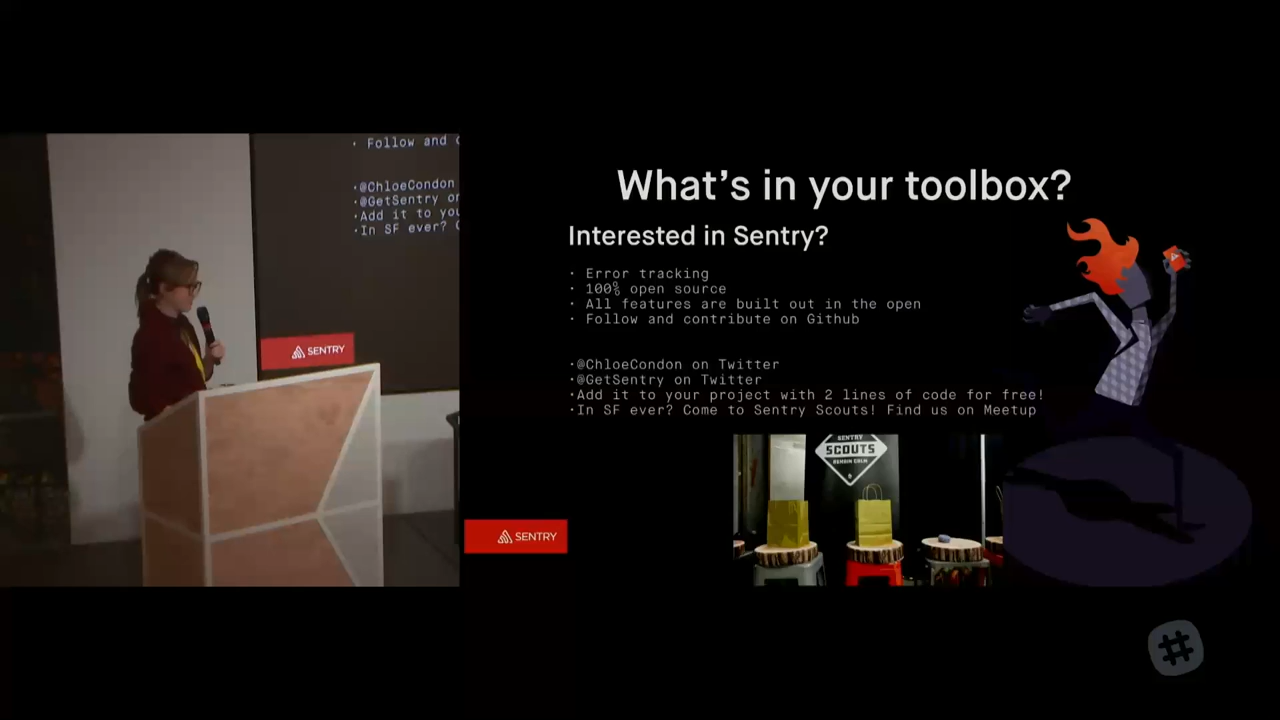 • Follow and
•@ChloeCondon
•@GetSentry on
•Add it to you
•In SF ever?
SENTRY
What's in your toolbox?
Interested in Sentry?
• Error tracking
• 100% open source
• All features are built out in the open
• Follow and contribute on Github
•@ChloeCondon on Twitter
•@GetSentry on Twitter
•Add it to your project with 2 lines of code for free!
•In SF ever? Come to Sentry Scouts! Find us on Meetup
SENTRY
SCOUTS
SENTRY